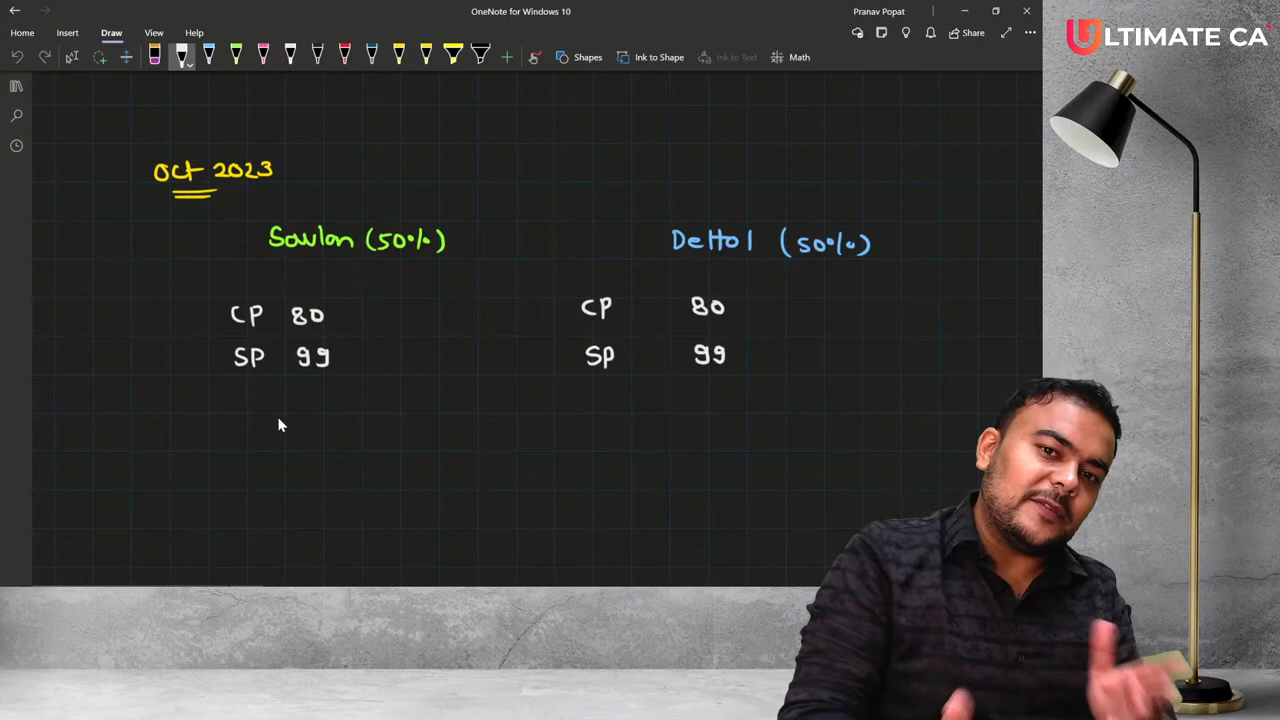 OneNote for Windows 10
Pranav Popat
Home Insert Draw View Help
Share
Shapes
Ink to Shape
Ink to Text
Math
ULTIMATE CA
Oct 2023
Savlon (50%)
Dettol (50%)
CP 80
CP 80
SP 99
SP 99